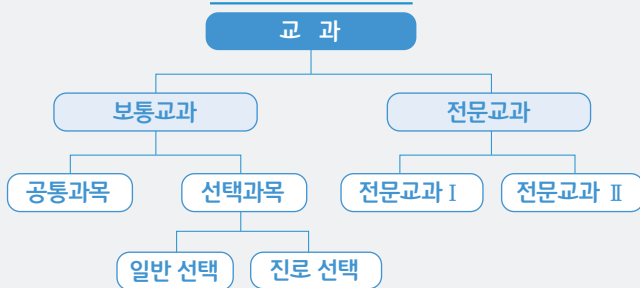 교 과
보통교과 전문교과
공통과목 선택과목 전문교과 Ⅰ 전문교과 Ⅱ
일반 선택 진로 선택